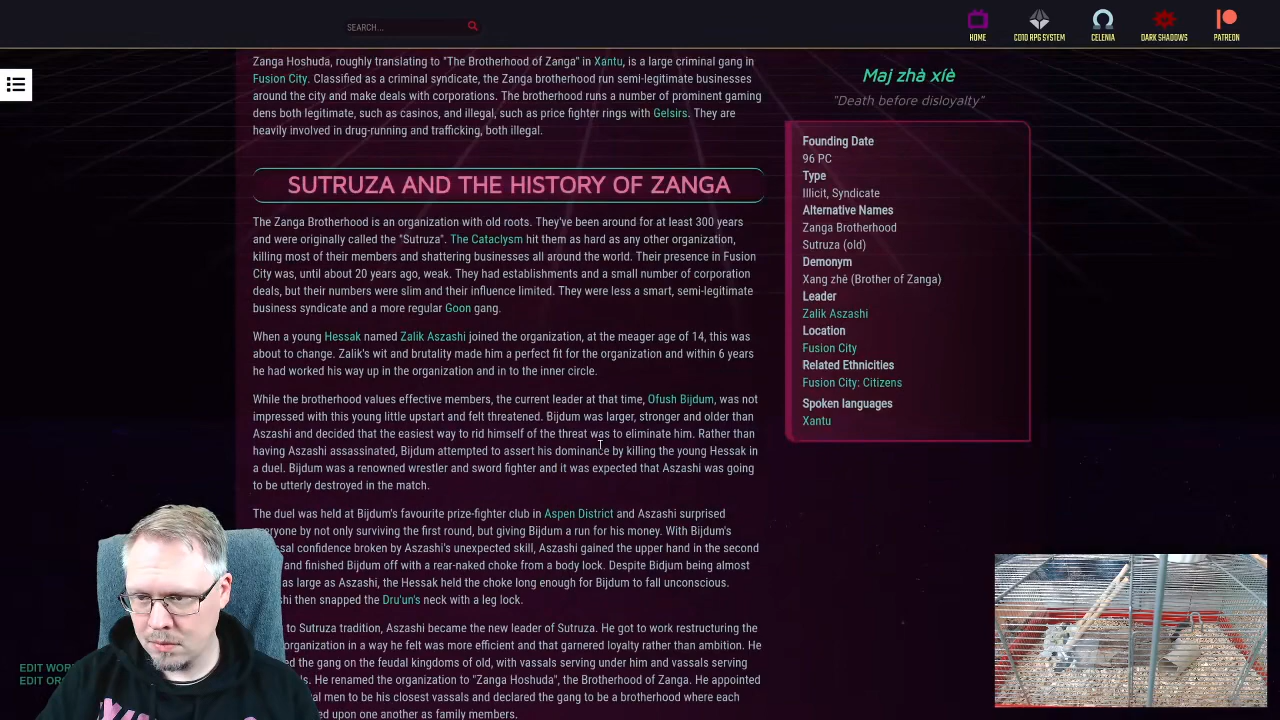 SEARCH...
HOME
CO10 RPG SYSTEM
CELENIA
DARK SHADOWS
PATREON
Zanga Hoshuda, roughly translating to "The Brotherhood of Zanga" in Xantu, is a large criminal gang in
Fusion City. Classified as a criminal syndicate, the Zanga brotherhood run semi-legitimate businesses
around the city and make deals with corporations. The brotherhood runs a number of prominent gaming
dens both legitimate, such as casinos, and illegal, such as price fighter rings with Gelsirs. They are
heavily involved in drug-running and trafficking, both illegal.
SUTRUZA AND THE HISTORY OF ZANGA
The Zanga Brotherhood is an organization with old roots. They've been around for at least 300 years
and were originally called the "Sutruza". The Cataclysm hit them as hard as any other organization,
killing most of their members and shattering businesses all around the world. Their presence in Fusion
City was, until about 20 years ago, weak. They had establishments and a small number of corporation
deals, but their numbers were slim and their influence limited. They were less a smart, semi-legitimate
business syndicate and a more regular Goon gang.
When a young Hessak named Zalik Aszashi joined the organization, at the meager age of 14, this was
about to change. Zalik's wit and brutality made him a perfect fit for the organization and within 6 years
he had worked his way up in the organization and in to the inner circle.
While the brotherhood values effective members, the current leader at that time, Ofush Bijdum, was not
impressed with this young little upstart and felt threatened. Bijdum was larger, stronger and older than
Aszashi and decided that the easiest way to rid himself of the threat was to eliminate him. Rather than
having Aszashi assassinated, Bijdum attempted to assert his dominance by killing the young Hessak in
a duel. Bijdum was a renowned wrestler and sword fighter and it was expected that Aszashi was going
to be utterly destroyed in the match.
The duel was held at Bijdum's favourite prize-fighter club in Aspen District and Aszashi surprised
everyone by not only surviving the first round, but giving Bijdum a run for his money. With Bijdum's
confidence broken by Aszashi's unexpected skill, Aszashi gained the upper hand in the second
and finished Bijdum off with a rear naked choke from a body lock. Despite Bidjum being almost
as large as Aszashi, the Hessak held the choke long enough for Bijdum to fall unconscious.
then snapped the Dru'un's neck with a leg lock.
to Sutruza tradition, Aszashi became the new leader of Sutruza. He got to work restructuring the
organization in a way he felt was more efficient and that garnered loyalty rather than ambition. He
the gang on the feudal kingdoms of old, with vassals serving under him and vassals serving
He renamed the organization to "Zanga Hoshuda", the Brotherhood of Zanga. He appointed
men to be his closest vassals and declared the gang to be a brotherhood where each
upon one another as family members.
Maj zhà xíè
"Death before disloyalty"
Founding Date
96 PC
Type
Illicit, Syndicate
Alternative Names
Zanga Brotherhood
Sutruza (old)
Demonym
Xang zhē (Brother of Zanga)
Leader
Zalik Aszashi
Location
Fusion City
Related Ethnicities
Fusion City: Citizens
Spoken languages
Xantu
EDIT
EDIT